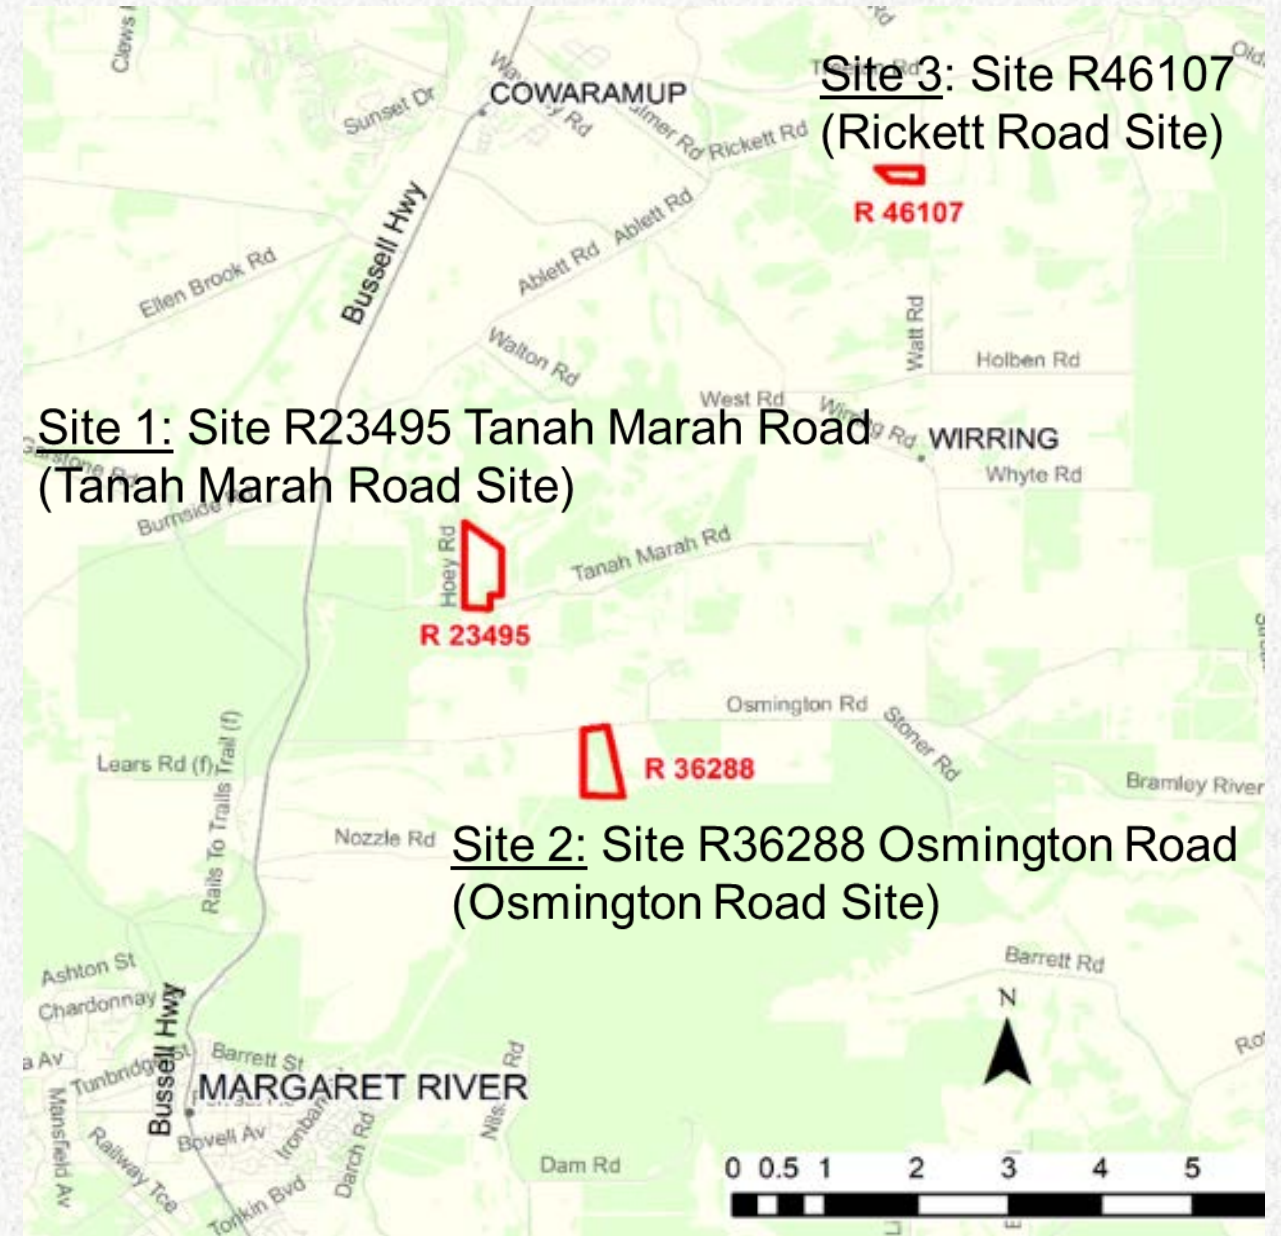 Sunset Dr
COWARAMUP
Rickett Rd
Site 3: Site R46107
(Rickett Road Site)
R 46107
Bussell Hwy
Ablett Rd
Ablett Rd
Ellen Brook Rd
Walton Rd
Watt Rd
Holben Rd
West Rd
Site 1: Site R23495 Tanah Marah Road
(Tanah Marah Road Site)
WIRRING
Whyte Rd
Hoey Rd
Tanah Marah Rd
R 23495
Osmington Rd
Stoner Rd
Lears Rd (f)
Rails To Trails Trail (f)
R 36288
Bramley River
Nozzle Rd
Site 2: Site R36288 Osmington Road
(Osmington Road Site)
Barrett Rd
Ashton St
Chardonnay
N
Bussell Hwy
a Av
Barrett St
MARGARET RIVER
Mansfield Av
Railway Tce
Bovell Av
Darch Rd
Dam Rd
Tonkin Bvd
0 0.5 1 2 3 4 5